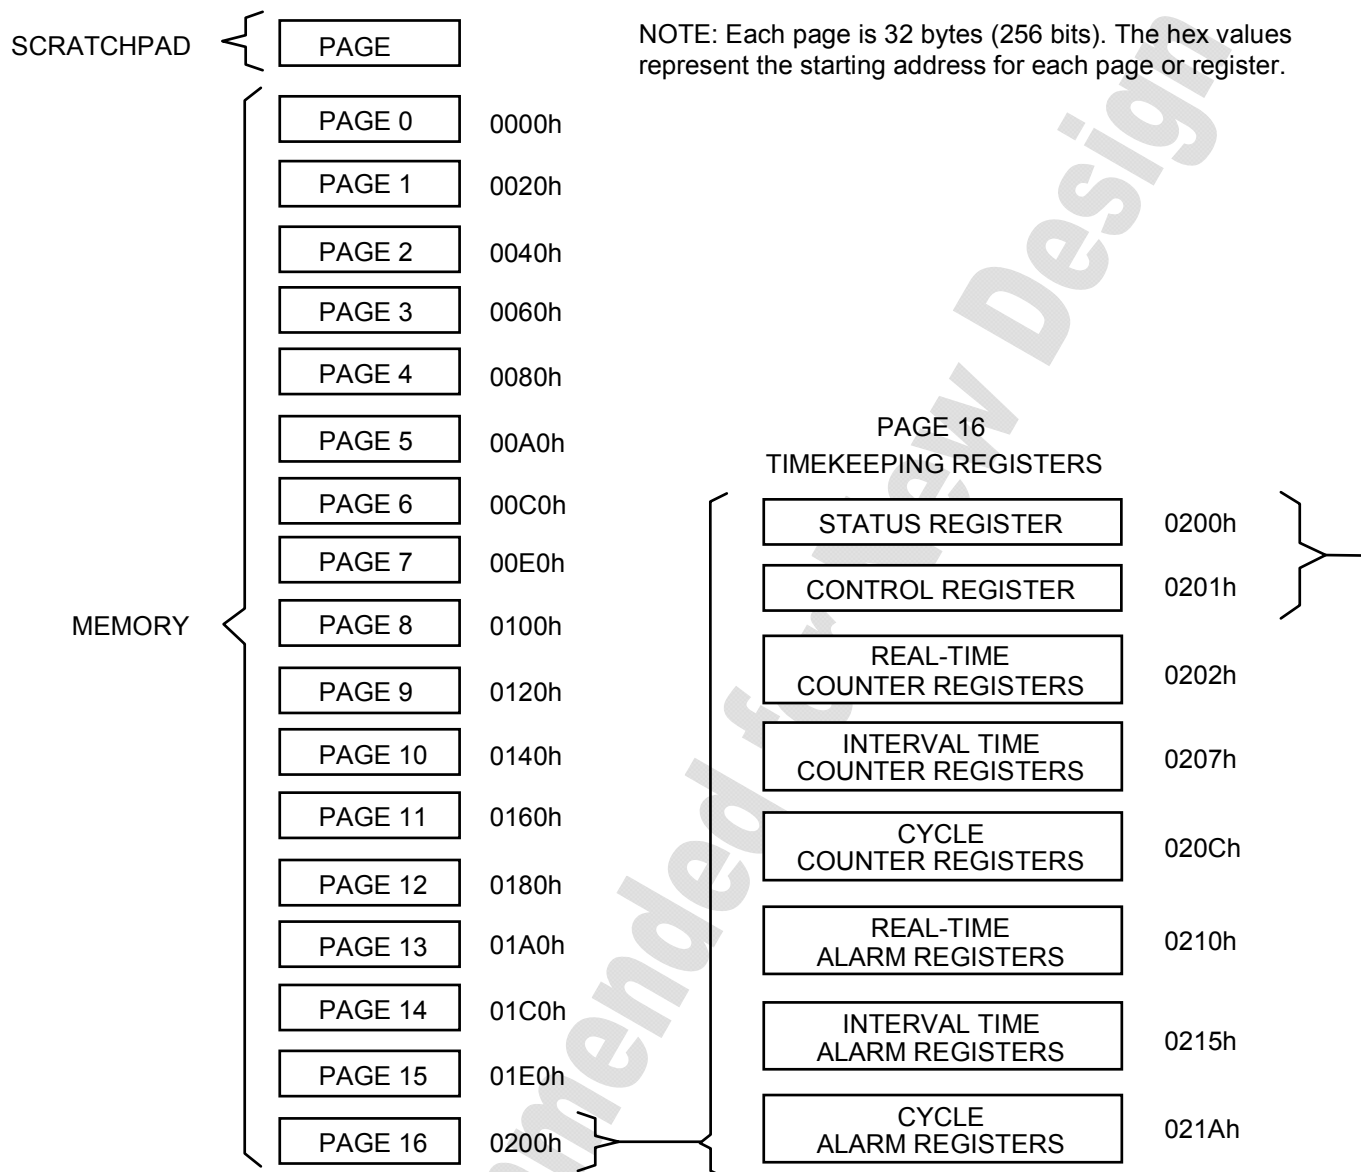 SCRATCHPAD
PAGE
NOTE: Each page is 32 bytes (256 bits). The hex values
represent the starting address for each page or register.
MEMORY
PAGE 0 0000h
PAGE 1 0020h
PAGE 2 0040h
PAGE 3 0060h
PAGE 4 0080h
PAGE 5 00A0h
PAGE 6 00C0h
PAGE 7 00E0h
PAGE 8 0100h
PAGE 9 0120h
PAGE 10 0140h
PAGE 11 0160h
PAGE 12 0180h
PAGE 13 01A0h
PAGE 14 01C0h
PAGE 15 01E0h
PAGE 16 0200h
PAGE 16
TIMEKEEPING REGISTERS
STATUS REGISTER 0200h
CONTROL REGISTER 0201h
REAL-TIME
COUNTER REGISTERS 0202h
INTERVAL TIME
COUNTER REGISTERS 0207h
CYCLE
COUNTER REGISTERS 020Ch
REAL-TIME
ALARM REGISTERS 0210h
INTERVAL TIME
ALARM REGISTERS 0215h
CYCLE
ALARM REGISTERS 021Ah
mmended for New Design